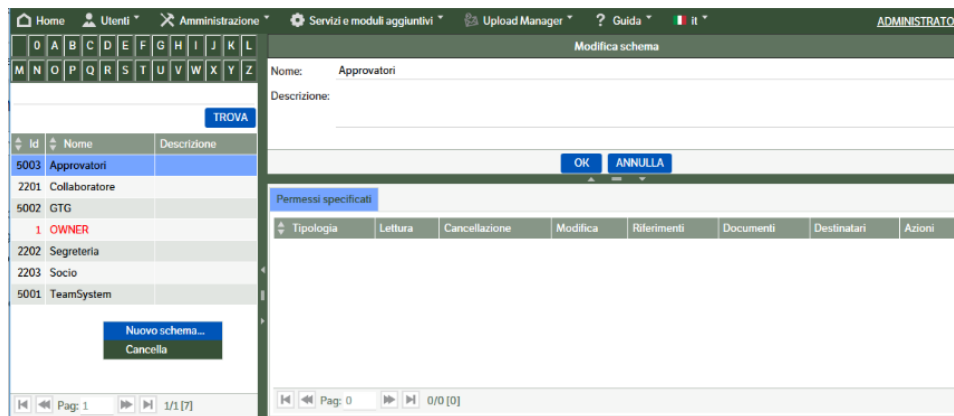 Home Utenti Amministrazione Servizi e moduli aggiuntivi Upload Manager ? Guida it ADMINISTRATO
0 A B C D E F G H I J K L
M N O P Q R S T U V W X Y Z
TROVA
Id Nome Descrizione
5003 Approvatori
2201 Collaboratore
5002 GTG
1 OWNER
2202 Segreteria
2203 Socio
5001 TeamSystem
Nuovo schema...
Cancella
Pag: 1 1/1 [7]
Modifica schema
Nome: Approvatori
Descrizione:
OK ANNULLA
Permessi specificati
Tipologia Lettura Cancellazione Modifica Riferimenti Documenti Destinatari Azioni
Pag: 0 0/0 [0]